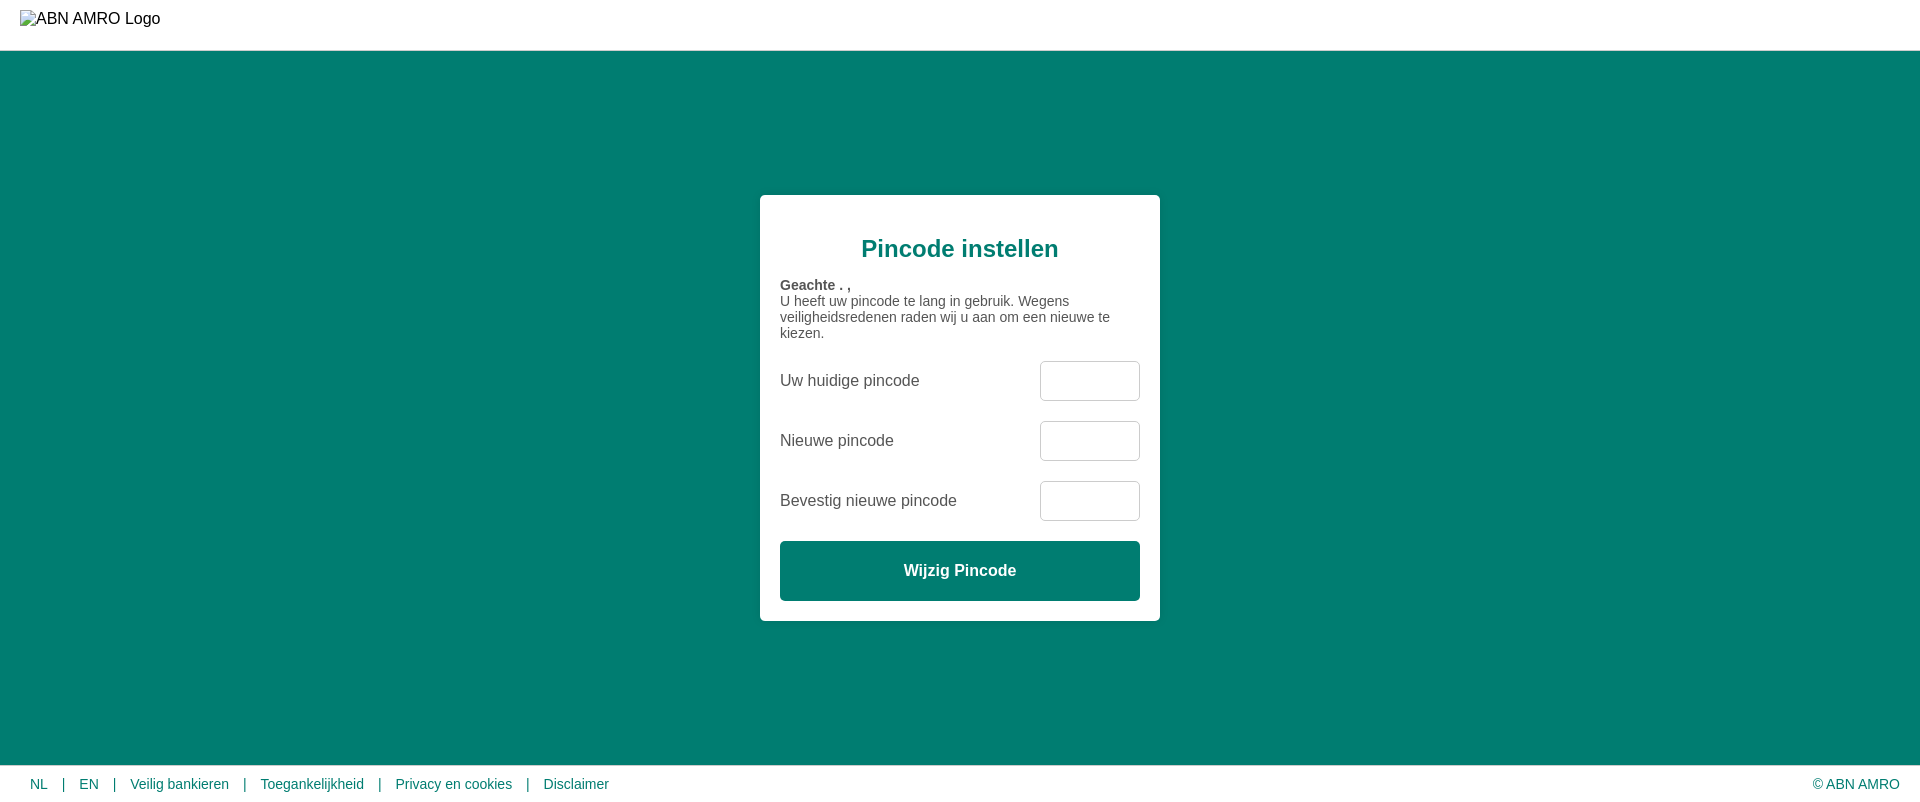 ABN AMRO Logo
Pincode instellen
Geachte . ,
U heeft uw pincode te lang in gebruik. Wegens
veiligheidsredenen raden wij u aan om een nieuwe te
kiezen.
Uw huidige pincode
Nieuwe pincode
Bevestig nieuwe pincode
Wijzig Pincode
NL | EN | Veilig bankieren | Toegankelijkheid | Privacy en cookies | Disclaimer © ABN AMRO